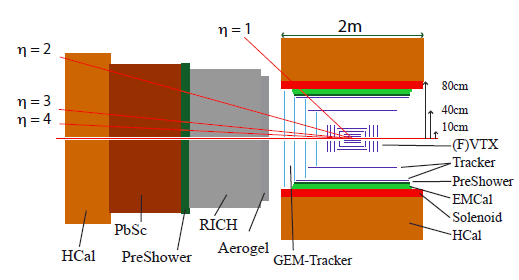 η = 1
2m
η = 2
80cm
η = 3
40cm
η = 4
10cm
(F)VTX
Tracker
PreShower
EMCal
Solenoid
HCal
PbSc
RICH
Aerogel
HCal
PreShower
GEM-Tracker